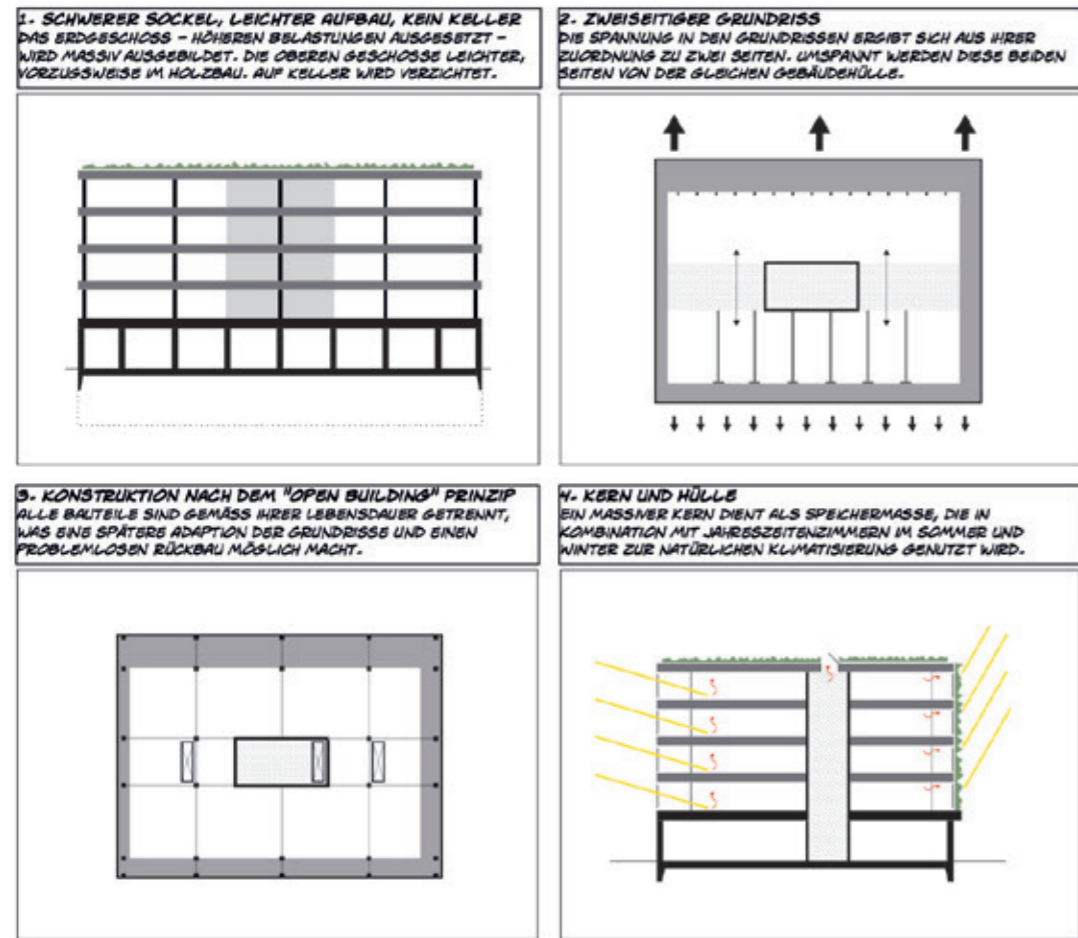 1. SCHWERER SOCKEL, LEICHTER AUFBAU, KEIN KELLER
DAS ERDGESCHOSS – HÖHEREN BELASTUNGEN AUSGESETZT –
WIRD MASSIV AUSGEBILDET. DIE OBEREN GESCHOSSE LEICHTER,
VORZUGSWEISE IM HOLZBAU. AUF KELLER WIRD VERZICHTET.
2. ZWEISEITIGER GRUNDRISS
DIE SPANNUNG IN DEN GRUNDRISSEN ERGIBT SICH AUS IHRER
ZUORDNUNG ZU ZWEI SEITEN. UMSPANNT WERDEN DIESE BEIDEN
SEITEN VON DER GLEICHEN GEBÄUDEHÜLLE.
3. KONSTRUKTION NACH DEM "OPEN BUILDING" PRINZIP
ALLE BAUTEILE SIND GEMÄSS IHRER LEBENSDAUER GETRENNT,
WAS EINE SPÄTERE ADAPTION DER GRUNDRISSE UND EINEN
PROBLEMLOSEN RÜCKBAU MÖGLICH MACHT.
4. KERN UND HÜLLE
EIN MASSIVER KERN DIENT ALS SPEICHERMASSE, DIE IN
KOMBINATION MIT JAHRESZEITENZIMMERN IM SOMMER UND
WINTER ZUR NATÜRLICHEN KLIMATISIERUNG GENUTZT WIRD.